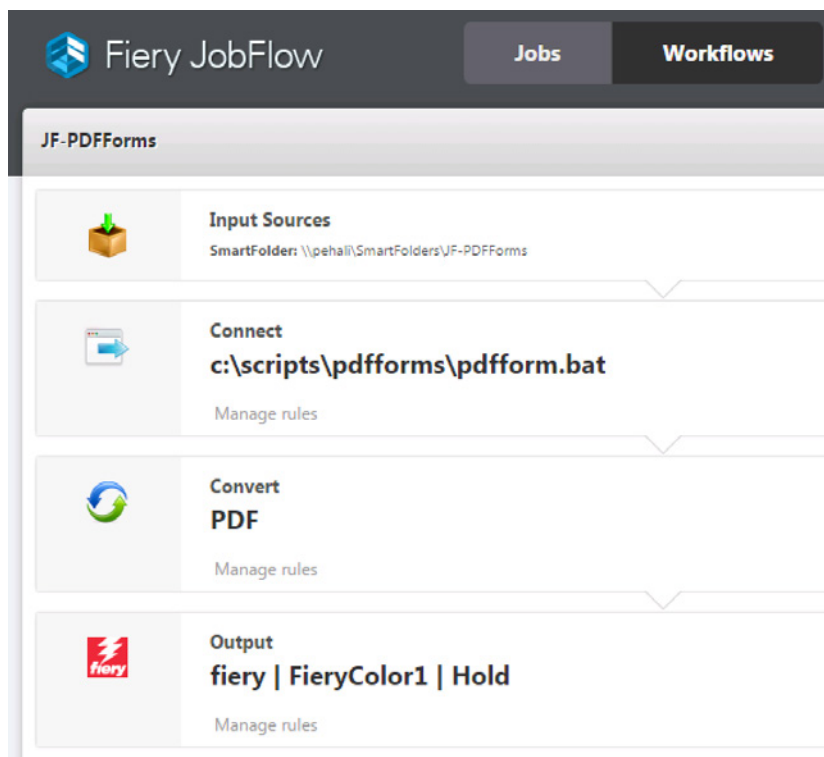 Fiery JobFlow
Jobs
Workflows
JF-PDFForms
Input Sources
SmartFolder: \\pehali\SmartFolders\JF-PDFForms
Connect
c:\scripts\pdfforms\pdfform.bat
Manage rules
Convert
PDF
Manage rules
fiery
Output
fiery | FieryColor1 | Hold
Manage rules